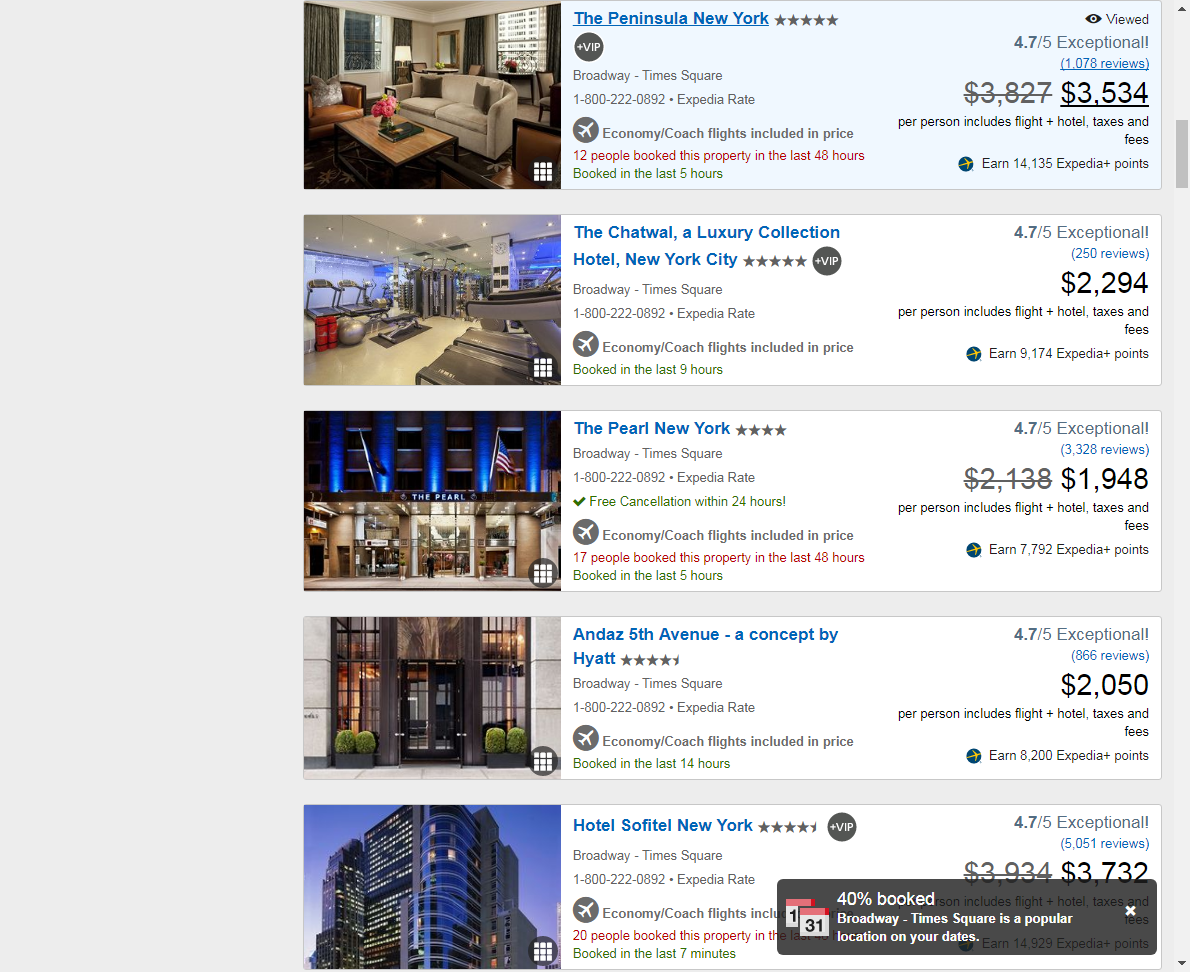 The Peninsula New York
Viewed
+VIP
4.7/5 Exceptional!
(1,078 reviews)
Broadway - Times Square
1-800-222-0892 • Expedia Rate
$3,827 $3,534
per person includes flight + hotel, taxes and
fees
Economy/Coach flights included in price
12 people booked this property in the last 48 hours
Booked in the last 5 hours
Earn 14,135 Expedia+ points
The Chatwal, a Luxury Collection
Hotel, New York City
+VIP
4.7/5 Exceptional!
(250 reviews)
Broadway - Times Square
1-800-222-0892 • Expedia Rate
$2,294
per person includes flight + hotel, taxes and
fees
Economy/Coach flights included in price
Booked in the last 9 hours
Earn 9,174 Expedia+ points
THE PEARL
The Pearl New York
4.7/5 Exceptional!
(3,328 reviews)
Broadway - Times Square
1-800-222-0892 • Expedia Rate
Free Cancellation within 24 hours!
$2,138 $1,948
per person includes flight + hotel, taxes and
fees
Economy/Coach flights included in price
17 people booked this property in the last 48 hours
Booked in the last 5 hours
Earn 7,792 Expedia+ points
Andaz 5th Avenue - a concept by
Hyatt
4.7/5 Exceptional!
(866 reviews)
Broadway - Times Square
1-800-222-0892 • Expedia Rate
$2,050
per person includes flight + hotel, taxes and
fees
Economy/Coach flights included in price
Booked in the last 14 hours
Earn 8,200 Expedia+ points
Hotel Sofitel New York
+VIP
4.7/5 Exceptional!
(5,051 reviews)
Broadway - Times Square
1-800-222-0892 • Expedia Rate
$3,934 $3,732
per person includes flight + hotel, taxes and
fees
Economy/Coach flights included in price
20 people booked this property in the last 48 hours
Booked in the last 7 minutes
Earn 14,929 Expedia+ points
1
31
40% booked
Broadway - Times Square is a popular
location on your dates.